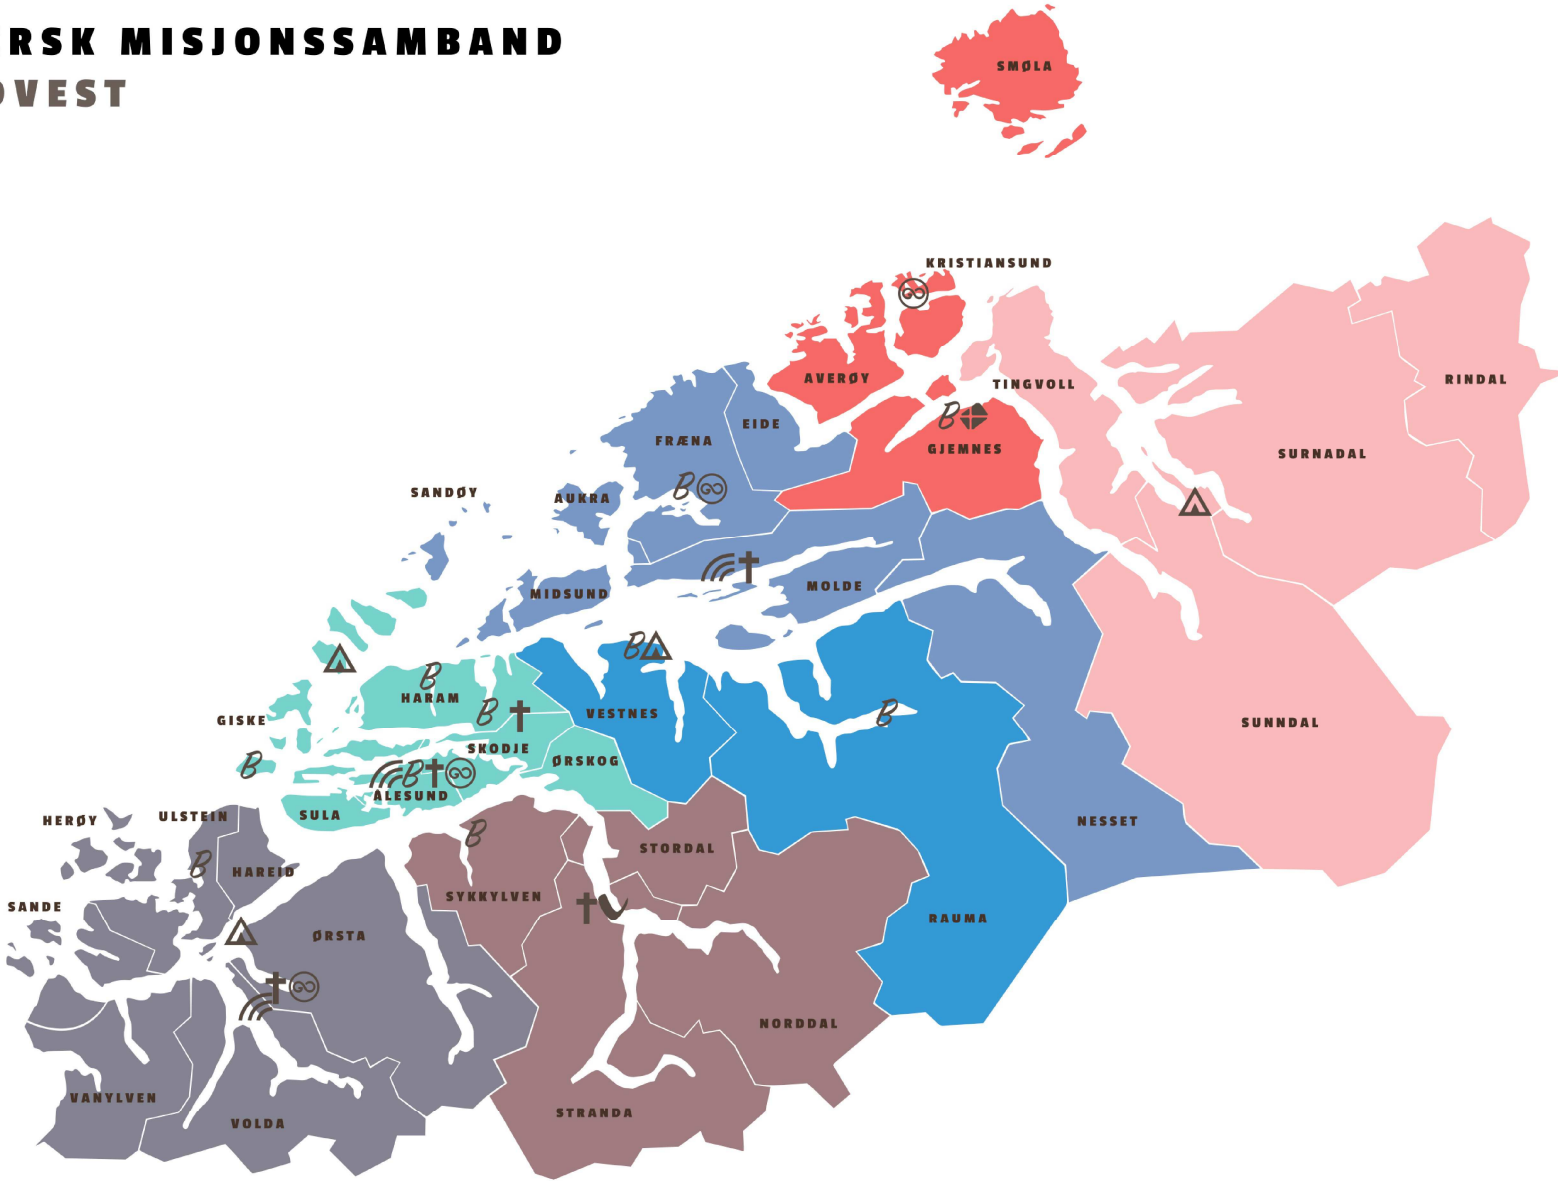 RSK MISJONSSAMBAND
VEST
SMØLA
KRISTIANSUND
AVERØY
TINGVOLL
RINDAL
EIDE
FRÆNA
GJEMNES
SURNADAL
SANDØY
AUKRA
B
B
MIDSUND
MOLDE
B
B
HARAM
B
VESTNES
B
GISKE
SUNNDAL
SKODJE
ØRSKOG
B
B
ÅLESUND
SULA
HERØY
ULSTEIN
NESSET
B
STORDAL
B
HAREID
SYKKYLVEN
SANDE
RAUMA
ØRSTA
NORDDAL
VANYLVEN
STRANDA
VOLDA